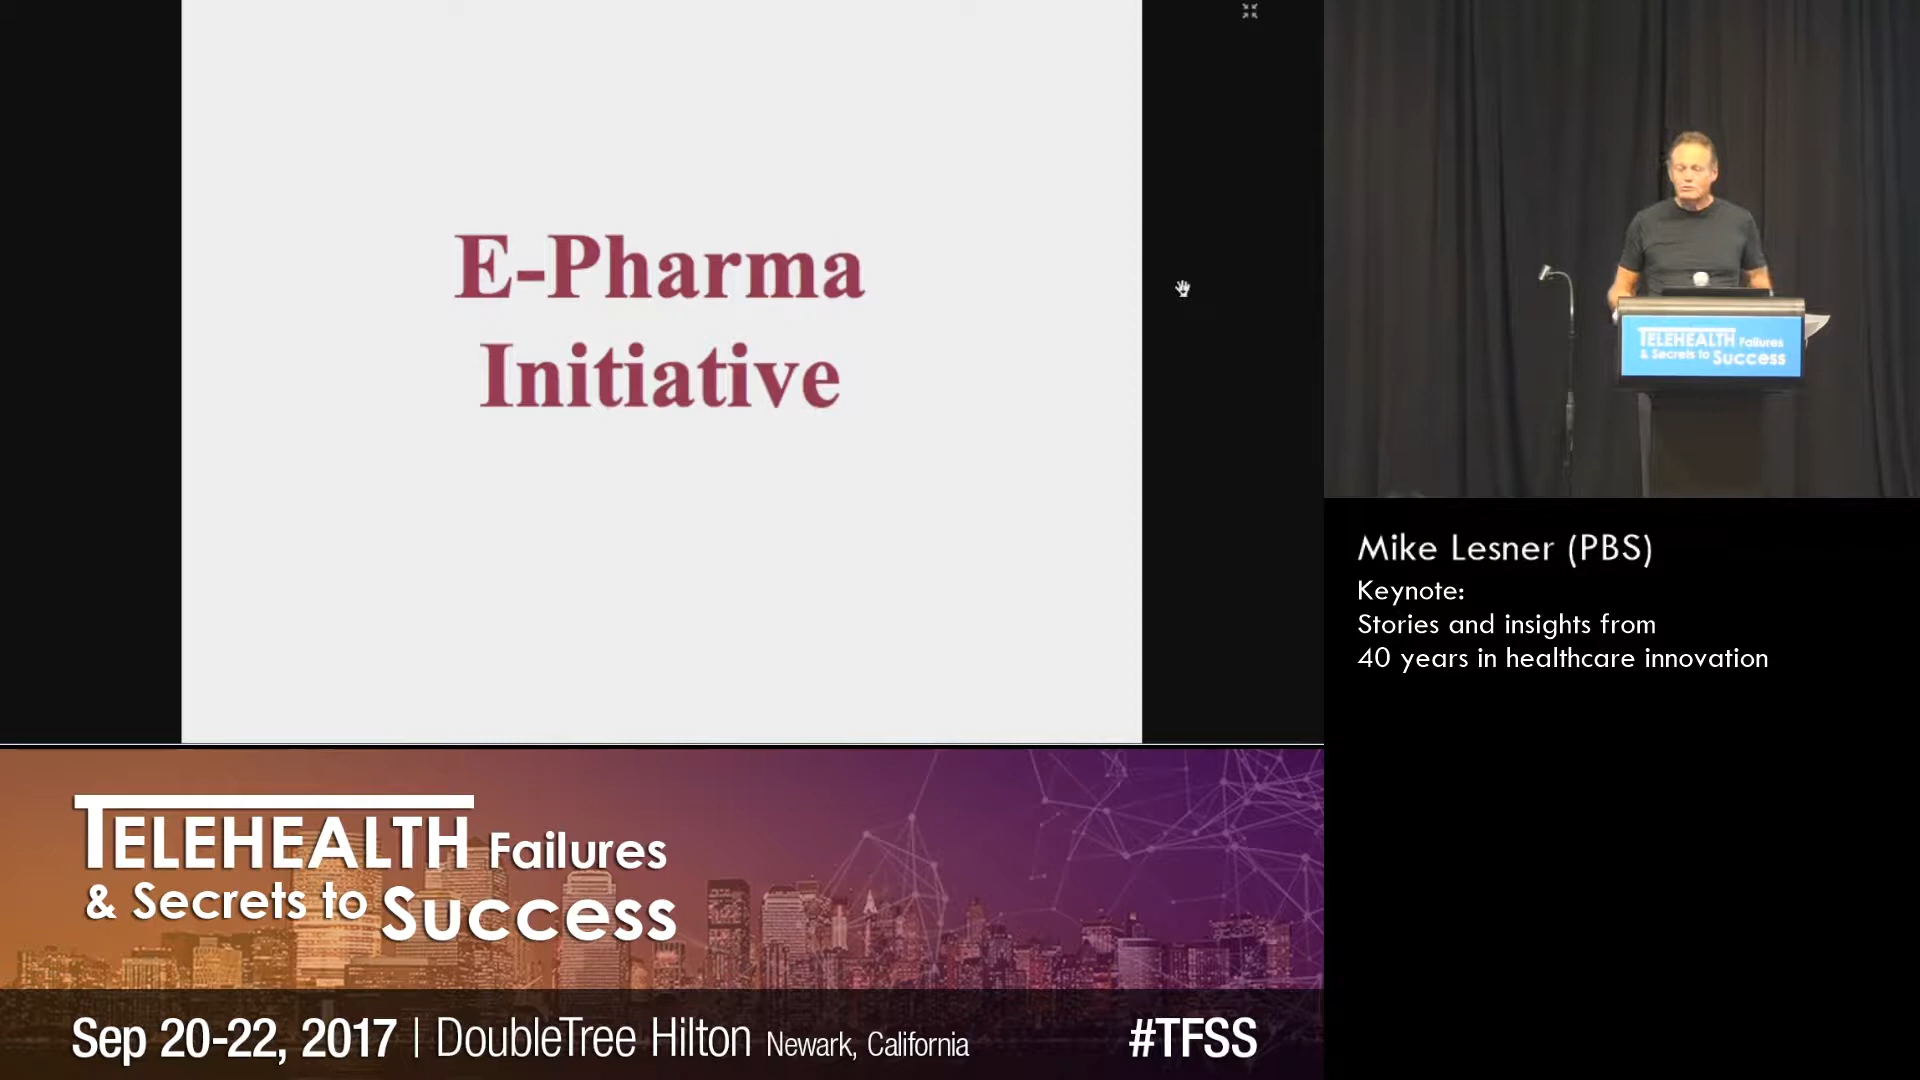 E-Pharma
Initiative
TELEHEALTH Failures
& Secrets to Success
Mike Lesner (PBS)
Keynote:
Stories and insights from
40 years in healthcare innovation
TELEHEALTH Failures
& Secrets to Success
Sep 20-22, 2017 | DoubleTree Hilton Newark, California
#TFSS